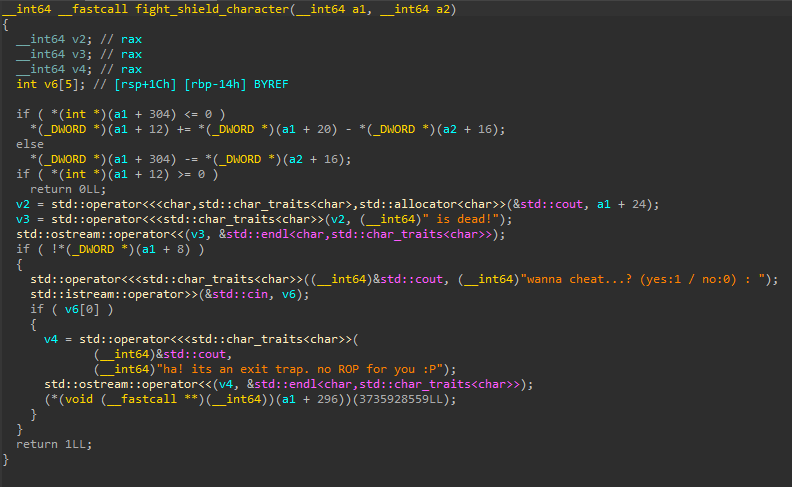 __int64 __fastcall fight_shield_character(__int64 a1, __int64 a2)
{
  __int64 v2; // rax
  __int64 v3; // rax
  __int64 v4; // rax
  int v6[5]; // [rsp+1Ch] [rbp-14h] BYREF

  if ( *(int *)(a1 + 304) <= 0 )
    *(_DWORD *)(a1 + 12) += *(_DWORD *)(a1 + 20) - *(_DWORD *)(a2 + 16);
  else
    *(_DWORD *)(a1 + 304) -= *(_DWORD *)(a2 + 16);
  if ( *(int *)(a1 + 12) >= 0 )
    return 0LL;
  v2 = std::operator<<<char,std::char_traits<char>,std::allocator<char>>(&std::cout, a1 + 24);
  v3 = std::operator<<<std::char_traits<char>>(v2, (__int64)" is dead!");
  std::ostream::operator<<(v3, &std::endl<char,std::char_traits<char>>);
  if ( !*(_DWORD *)(a1 + 8) )
  {
    std::operator<<<std::char_traits<char>>((__int64)&std::cout, (__int64)"wanna cheat...? (yes:1 / no:0) : ");
    std::istream::operator>>(&std::cin, v6);
    if ( v6[0] )
    {
      v4 = std::operator<<<std::char_traits<char>>(
             (__int64)&std::cout,
             (__int64)"ha! its an exit trap. no ROP for you :P");
      std::ostream::operator<<(v4, &std::endl<char,std::char_traits<char>>);
      (*(void (__fastcall **)(__int64))(a1 + 296))(3735928559LL);
    }
  }
  return 1LL;
}